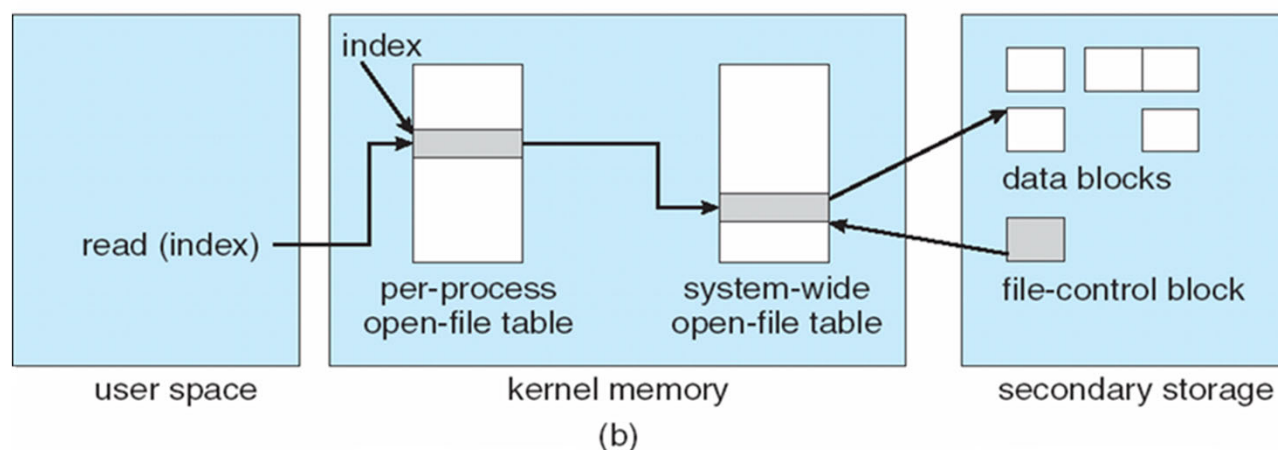 index
read (index)
per-process
open-file table
system-wide
open-file table
data blocks
file-control block
user space
kernel memory
secondary storage
(b)